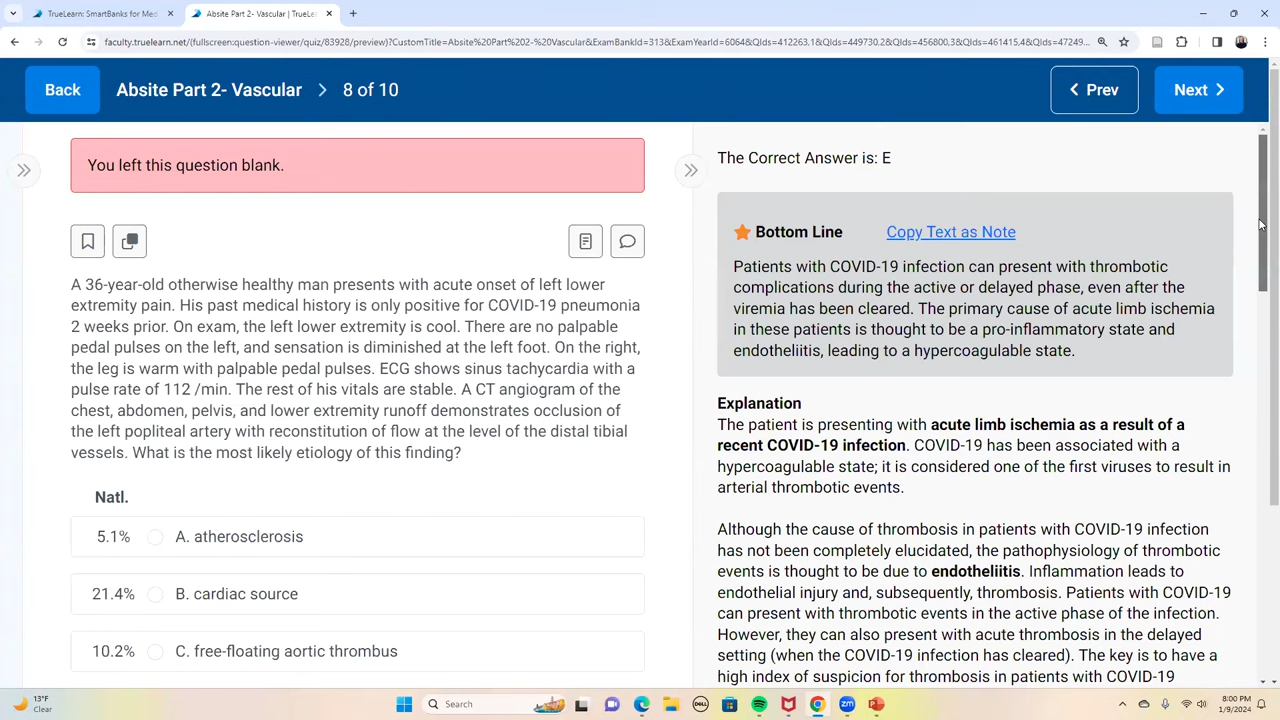 TrueLearn: SmartBanks for Med
Absite Part 2- Vascular | TrueLe
faculty.truelearn.net/(fullscreen:question-viewer/quiz/83928/preview)?CustomTitle=Absite%20Part%202-%20Vascular&ExamBankId=313&ExamYearId=6064&QIds=412263,1&QIds=449730,2&QIds=456800,3&QIds=461415,4&QIds=47249...
Back
Absite Part 2- Vascular > 8 of 10
Prev
Next
You left this question blank.
A 36-year-old otherwise healthy man presents with acute onset of left lower
extremity pain. His past medical history is only positive for COVID-19 pneumonia
2 weeks prior. On exam, the left lower extremity is cool. There are no palpable
pedal pulses on the left, and sensation is diminished at the left foot. On the right,
the leg is warm with palpable pedal pulses. ECG shows sinus tachycardia with a
pulse rate of 112 /min. The rest of his vitals are stable. A CT angiogram of the
chest, abdomen, pelvis, and lower extremity runoff demonstrates occlusion of
the left popliteal artery with reconstitution of flow at the level of the distal tibial
vessels. What is the most likely etiology of this finding?
Natl.
5.1% A. atherosclerosis
21.4% B. cardiac source
10.2% C. free-floating aortic thrombus
The Correct Answer is: E
Bottom Line Copy Text as Note
Patients with COVID-19 infection can present with thrombotic
complications during the active or delayed phase, even after the
viremia has been cleared. The primary cause of acute limb ischemia
in these patients is thought to be a pro-inflammatory state and
endotheliitis, leading to a hypercoagulable state.
Explanation
The patient is presenting with acute limb ischemia as a result of a
recent COVID-19 infection. COVID-19 has been associated with a
hypercoagulable state; it is considered one of the first viruses to result in
arterial thrombotic events.
Although the cause of thrombosis in patients with COVID-19 infection
has not been completely elucidated, the pathophysiology of thrombotic
events is thought to be due to endotheliitis. Inflammation leads to
endothelial injury and, subsequently, thrombosis. Patients with COVID-19
can present with thrombotic events in the active phase of the infection.
However, they can also present with acute thrombosis in the delayed
setting (when the COVID-19 infection has cleared). The key is to have a
high index of suspicion for thrombosis in patients with COVID-19
13°F
Clear
Search
DELL
zm
8:00 PM
1/9/2024